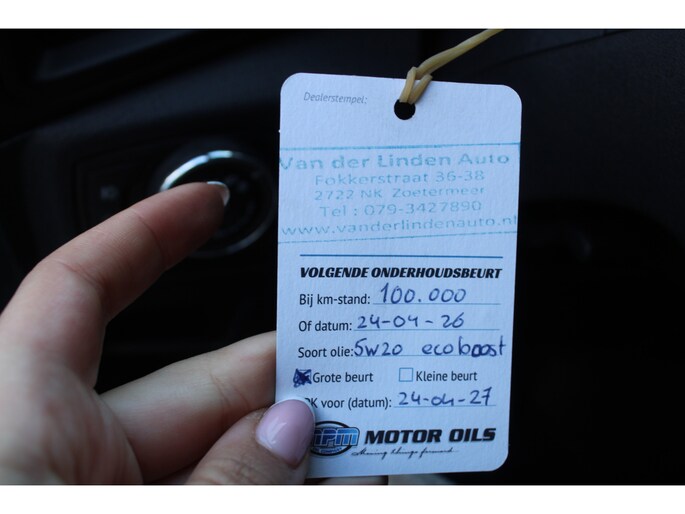 Dealerstempel:
Van der Linden Auto
Fokkerstraat 36-38
2722 NK Zoetermeer
Tel : 079-3427890
www.vanderlindenauto.nl
VOLGENDE ONDERHOUDSBEURT
Bij km-stand: 100.000
Of datum: 24-04-26
Soort olie: 5W20 ecoboost
Grote beurt Kleine beurt
PK voor (datum): 24-04-27
MPM MOTOR OILS